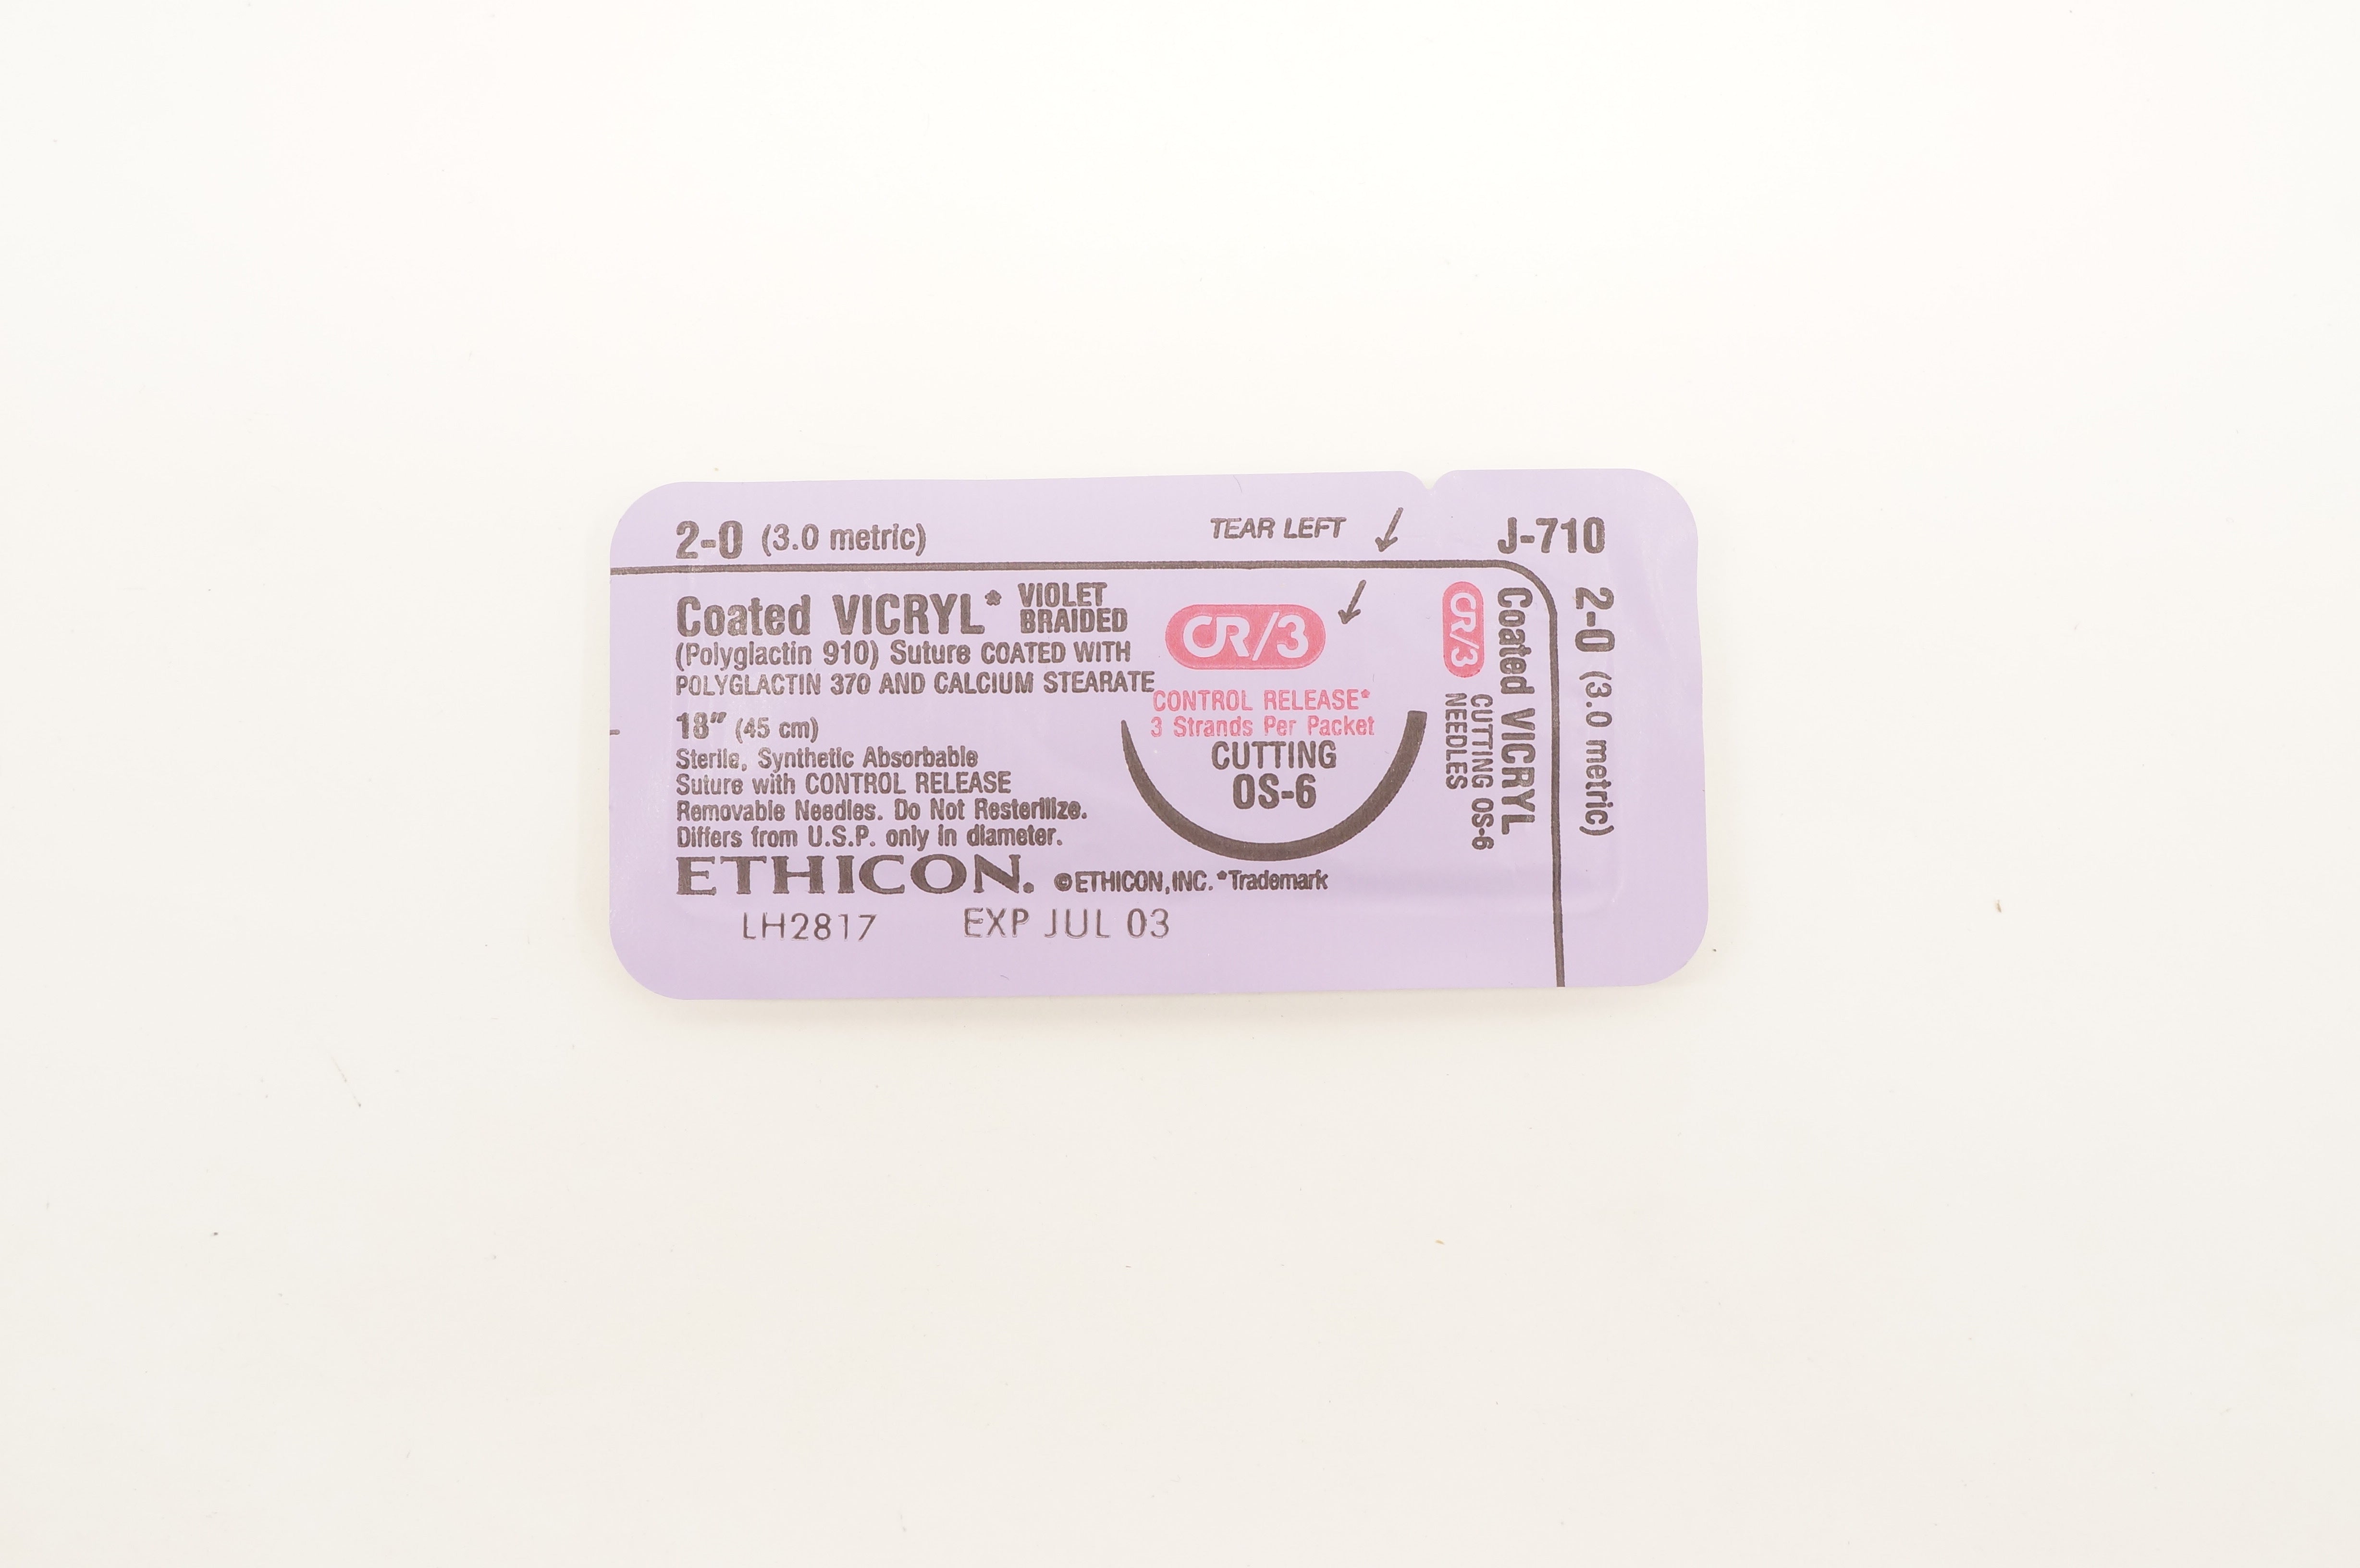 2-0 (3.0 metric)
TEAR LEFT
J-710
Coated VICRYL* VIOLET BRAIDED
(Polyglactin 910) Suture COATED WITH
POLYGLACTIN 370 AND CALCIUM STEARATE
18" (45 cm)
Sterile, Synthetic Absorbable
Suture with CONTROL RELEASE
Removable Needles. Do Not Resterilize.
Differs from U.S.P. only in diameter.
ETHICON. ©ETHICON,INC. *Trademark
LH2817 EXP JUL 03
CR/3
CONTROL RELEASE*
3 Strands Per Packet
CUTTING
OS-6
2-0 (3.0 metric)
Coated VICRYL
CR/3
CUTTING OS-6
NEEDLES